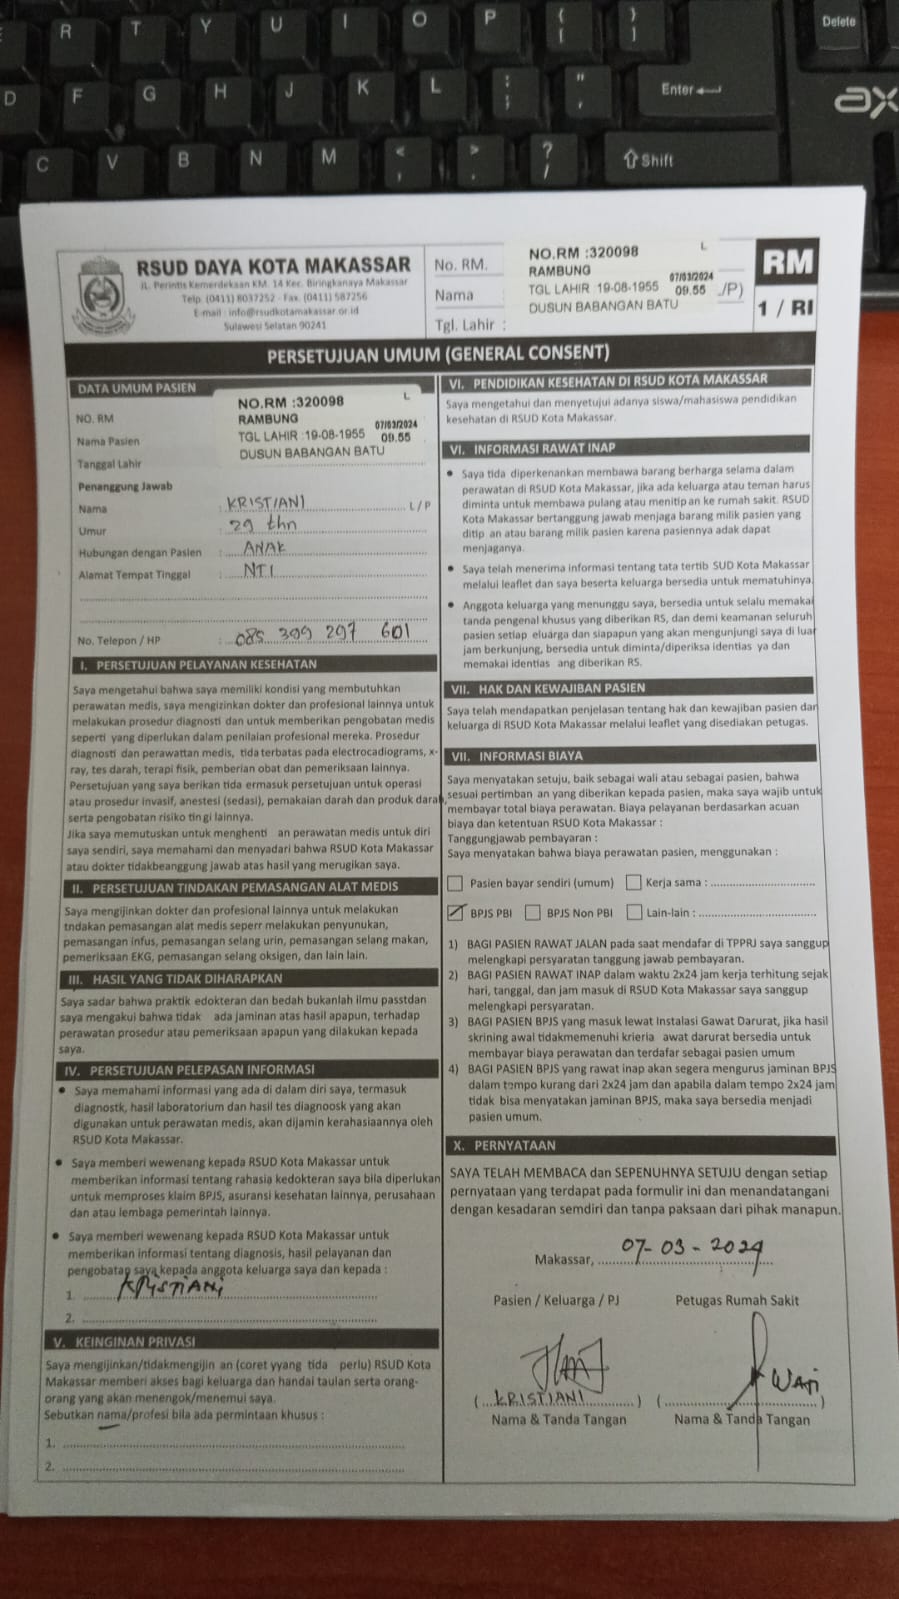 R T Y U I O P { [ } ] Delete
D F G H J K L : ; " ' Enter
C V B N M < , > . ? / Shift
ax
RSUD DAYA KOTA MAKASSAR
JL. Perintis Kemerdekaan KM. 14 Kec. Biringkanaya Makassar
Telp. (0411) 8037252 - Fax. (0411) 587256
E-mail : info@rsudkotamakassar.or.id
Sulawesi Selatan 90241
No. RM.
Nama
Tgl. Lahir :
NO.RM :320098 L
RAMBUNG 07/03/2024
TGL LAHIR 19-08-1955 09.55
DUSUN BABANGAN BATU
/P)
RM
1 / RI
PERSETUJUAN UMUM (GENERAL CONSENT)
DATA UMUM PASIEN
NO. RM
Nama Pasien
Tanggal Lahir
NO.RM :320098 L
RAMBUNG 07/03/2024
TGL LAHIR :19-08-1955 09.55
DUSUN BABANGAN BATU
Penanggung Jawab
Nama : KRISTIANI L / P
Umur : 29 thn
Hubungan dengan Pasien : ANAK
Alamat Tempat Tinggal : NTI
No. Telepon / HP : 085 399 297 601
I. PERSETUJUAN PELAYANAN KESEHATAN
Saya mengetahui bahwa saya memiliki kondisi yang membutuhkan
perawatan medis, saya mengizinkan dokter dan profesional lainnya untuk
melakukan prosedur diagnosti dan untuk memberikan pengobatan medis
seperti yang diperlukan dalam penilaian profesional mereka. Prosedur
diagnosti dan perawattan medis, tida terbatas pada electrocadiograms, x-
ray, tes darah, terapi fisik, pemberian obat dan pemeriksaan lainnya.
Persetujuan yang saya berikan tida ermasuk persetujuan untuk operasi
atau prosedur invasif, anestesi (sedasi), pemakaian darah dan produk darah,
serta pengobatan risiko tin gi lainnya.
Jika saya memutuskan untuk menghenti an perawatan medis untuk diri
saya sendiri, saya memahami dan menyadari bahwa RSUD Kota Makassar
atau dokter tidakbeanggung jawab atas hasil yang merugikan saya.
II. PERSETUJUAN TINDAKAN PEMASANGAN ALAT MEDIS
Saya mengijinkan dokter dan profesional lainnya untuk melakukan
tndakan pemasangan alat medis seperr melakukan penyunukan,
pemasangan infus, pemasangan selang urin, pemasangan selang makan,
pemeriksaan EKG, pemasangan selang oksigen, dan lain lain.
III. HASIL YANG TIDAK DIHARAPKAN
Saya sadar bahwa praktik edokteran dan bedah bukanlah ilmu passtdan
saya mengakui bahwa tidak ada jaminan atas hasil apapun, terhadap
perawatan prosedur atau pemeriksaan apapun yang dilakukan kepada
saya.
IV. PERSETUJUAN PELEPASAN INFORMASI
• Saya memahami informasi yang ada di dalam diri saya, termasuk
diagnostk, hasil laboratorium dan hasil tes diagnoosk yang akan
digunakan untuk perawatan medis, akan dijamin kerahasiaannya oleh
RSUD Kota Makassar.
• Saya memberi wewenang kepada RSUD Kota Makassar untuk
memberikan informasi tentang rahasia kedokteran saya bila diperlukan
untuk memproses klaim BPJS, asuransi kesehatan lainnya, perusahaan
dan atau lembaga pemerintah lainnya.
• Saya memberi wewenang kepada RSUD Kota Makassar untuk
memberikan informasi tentang diagnosis, hasil pelayanan dan
pengobatan saya kepada anggota keluarga saya dan kepada :
1. KRISTIANI
2.
V. KEINGINAN PRIVASI
Saya mengijinkan/tidakmengijin an (coret yyang tida perlu) RSUD Kota
Makassar memberi akses bagi keluarga dan handai taulan serta orang-
orang yang akan menengok/menemui saya.
Sebutkan nama/profesi bila ada permintaan khusus :
1.
2.
VI. PENDIDIKAN KESEHATAN DI RSUD KOTA MAKASSAR
Saya mengetahui dan menyetujui adanya siswa/mahasiswa pendidikan
kesehatan di RSUD Kota Makassar.
VI. INFORMASI RAWAT INAP
• Saya tida diperkenankan membawa barang berharga selama dalam
perawatan di RSUD Kota Makassar, jika ada keluarga atau teman harus
diminta untuk membawa pulang atau menitip an ke rumah sakit. RSUD
Kota Makassar bertanggung jawab menjaga barang milik pasien yang
ditip an atau barang milik pasien karena pasiennya adak dapat
menjaganya.
• Saya telah menerima informasi tentang tata tertib SUD Kota Makassar
melalui leaflet dan saya beserta keluarga bersedia untuk mematuhinya.
• Anggota keluarga yang menunggu saya, bersedia untuk selalu memakai
tanda pengenal khusus yang diberikan RS, dan demi keamanan seluruh
pasien setiap eluarga dan siapapun yang akan mengunjungi saya di luar
jam berkunjung, bersedia untuk diminta/diperiksa identias ya dan
memakai identias ang diberikan RS.
VII. HAK DAN KEWAJIBAN PASIEN
Saya telah mendapatkan penjelasan tentang hak dan kewajiban pasien dan
keluarga di RSUD Kota Makassar melalui leaflet yang disediakan petugas.
VII. INFORMASI BIAYA
Saya menyatakan setuju, baik sebagai wali atau sebagai pasien, bahwa
sesuai pertimban an yang diberikan kepada pasien, maka saya wajib untuk
membayar total biaya perawatan. Biaya pelayanan berdasarkan acuan
biaya dan ketentuan RSUD Kota Makassar :
Tanggungjawab pembayaran :
Saya menyatakan bahwa biaya perawatan pasien, menggunakan :
Pasien bayar sendiri (umum) Kerja sama :
BPJS PBI BPJS Non PBI Lain-lain :
1) BAGI PASIEN RAWAT JALAN pada saat mendafar di TPPRJ saya sanggup
melengkapi persyaratan tanggung jawab pembayaran.
2) BAGI PASIEN RAWAT INAP dalam waktu 2x24 jam kerja terhitung sejak
hari, tanggal, dan jam masuk di RSUD Kota Makassar saya sanggup
melengkapi persyaratan.
3) BAGI PASIEN BPJS yang masuk lewat Instalasi Gawat Darurat, jika hasil
skrining awal tidakmemenuhi krieria awat darurat bersedia untuk
membayar biaya perawatan dan terdafar sebagai pasien umum
4) BAGI PASIEN BPJS yang rawat inap akan segera mengurus jaminan BPJS
dalam tempo kurang dari 2x24 jam dan apabila dalam tempo 2x24 jam
tidak bisa menyatakan jaminan BPJS, maka saya bersedia menjadi
pasien umum.
X. PERNYATAAN
SAYA TELAH MEMBACA dan SEPENUHNYA SETUJU dengan setiap
pernyataan yang terdapat pada formulir ini dan menandatangani
dengan kesadaran semdiri dan tanpa paksaan dari pihak manapun.
Makassar, 07-03-2024
Pasien / Keluarga / PJ Petugas Rumah Sakit
( KRISTIANI ) ( WATI )
Nama & Tanda Tangan Nama & Tanda Tangan